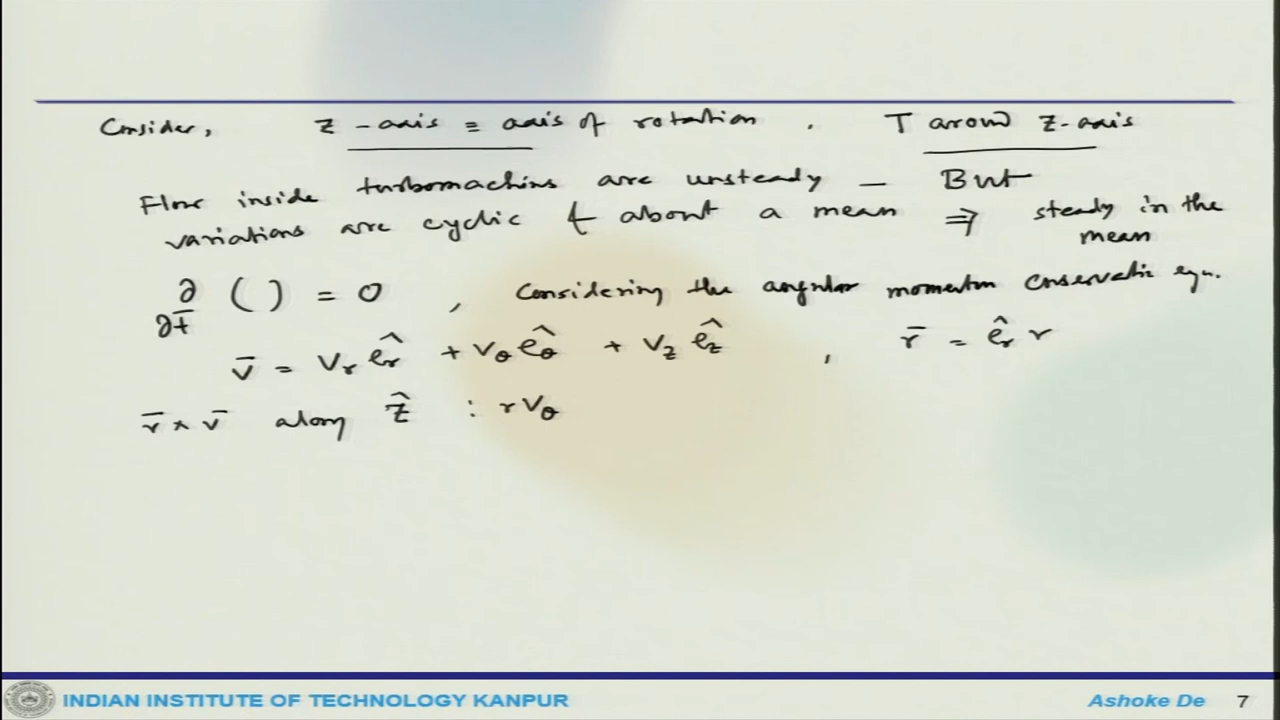 Consider, Z-axis ≡ axis of rotation. T around Z-axis
Flow inside turbomachins are unsteady — But
variations are cyclic & about a mean ⇒ steady in the
mean
∂/∂t ( ) = 0 , Considering the angular momentum conservatic eqn.
v̄ = Vr êr + Vθ êθ + Vz êz , r̄ = êr r
r̄ × v̄ along ẑ : rVθ
INDIAN INSTITUTE OF TECHNOLOGY KANPUR
Ashoke De 7